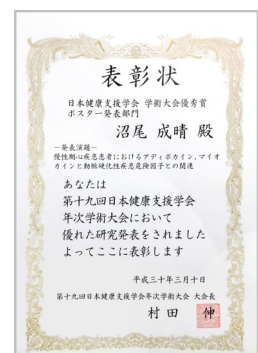 表彰状
日本健康支援学会 学術大会優秀賞
ポスター発表部門
沼尾 成晴 殿
－発表演題－
慢性期心疾患患者におけるアディポカイン、マイオ
カインと動脈硬化性疾患危険因子との関連
あなたは
第十九回日本健康支援学会
年次学術大会において
優れた研究発表をされました
よってここに表彰します
平成三十年三月十日
第十九回日本健康支援学会年次学術大会 大会長
村田 伸